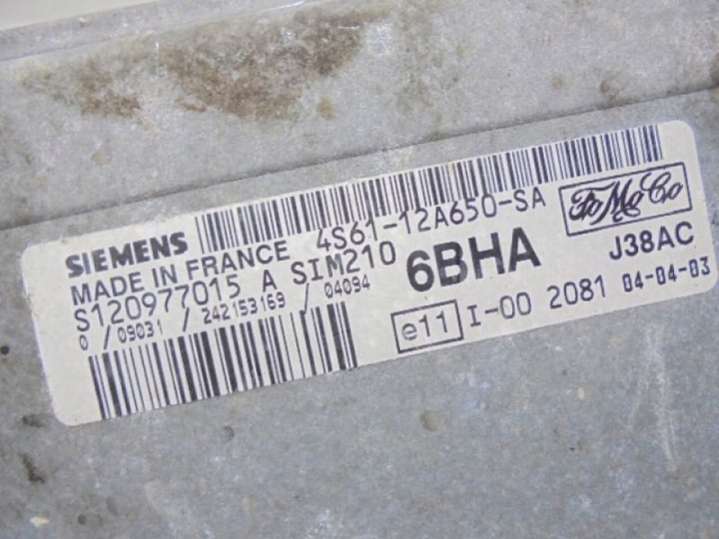 SIEMENS
4S61-12A650-SA
FoMoCo
MADE IN FRANCE
S120977015 A SIM210
6BHA
J38AC
0 / 09031 / 242153169 / 04094
e11 I-00 2081 04-04-03